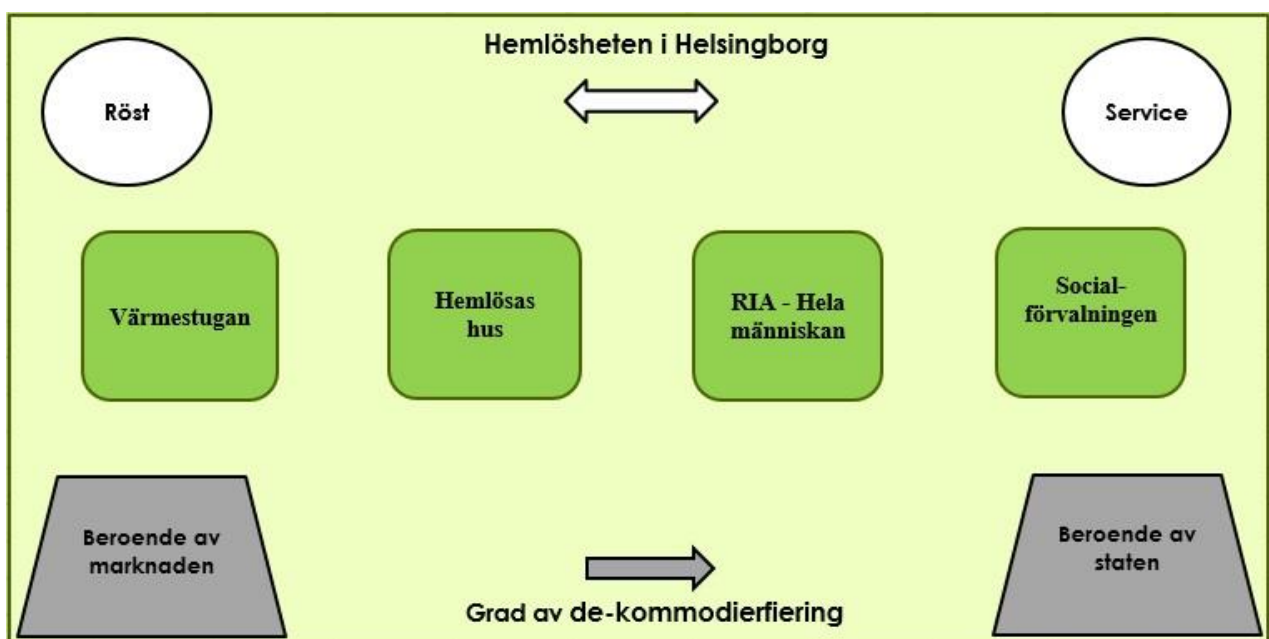 Hemlösheten i Helsingborg
Röst
Service
Värmestugan
Hemlösas
hus
RIA - Hela
människan
Social-
förvalningen
Beroende av
marknaden
Beroende av
staten
Grad av de-kommodierfiering